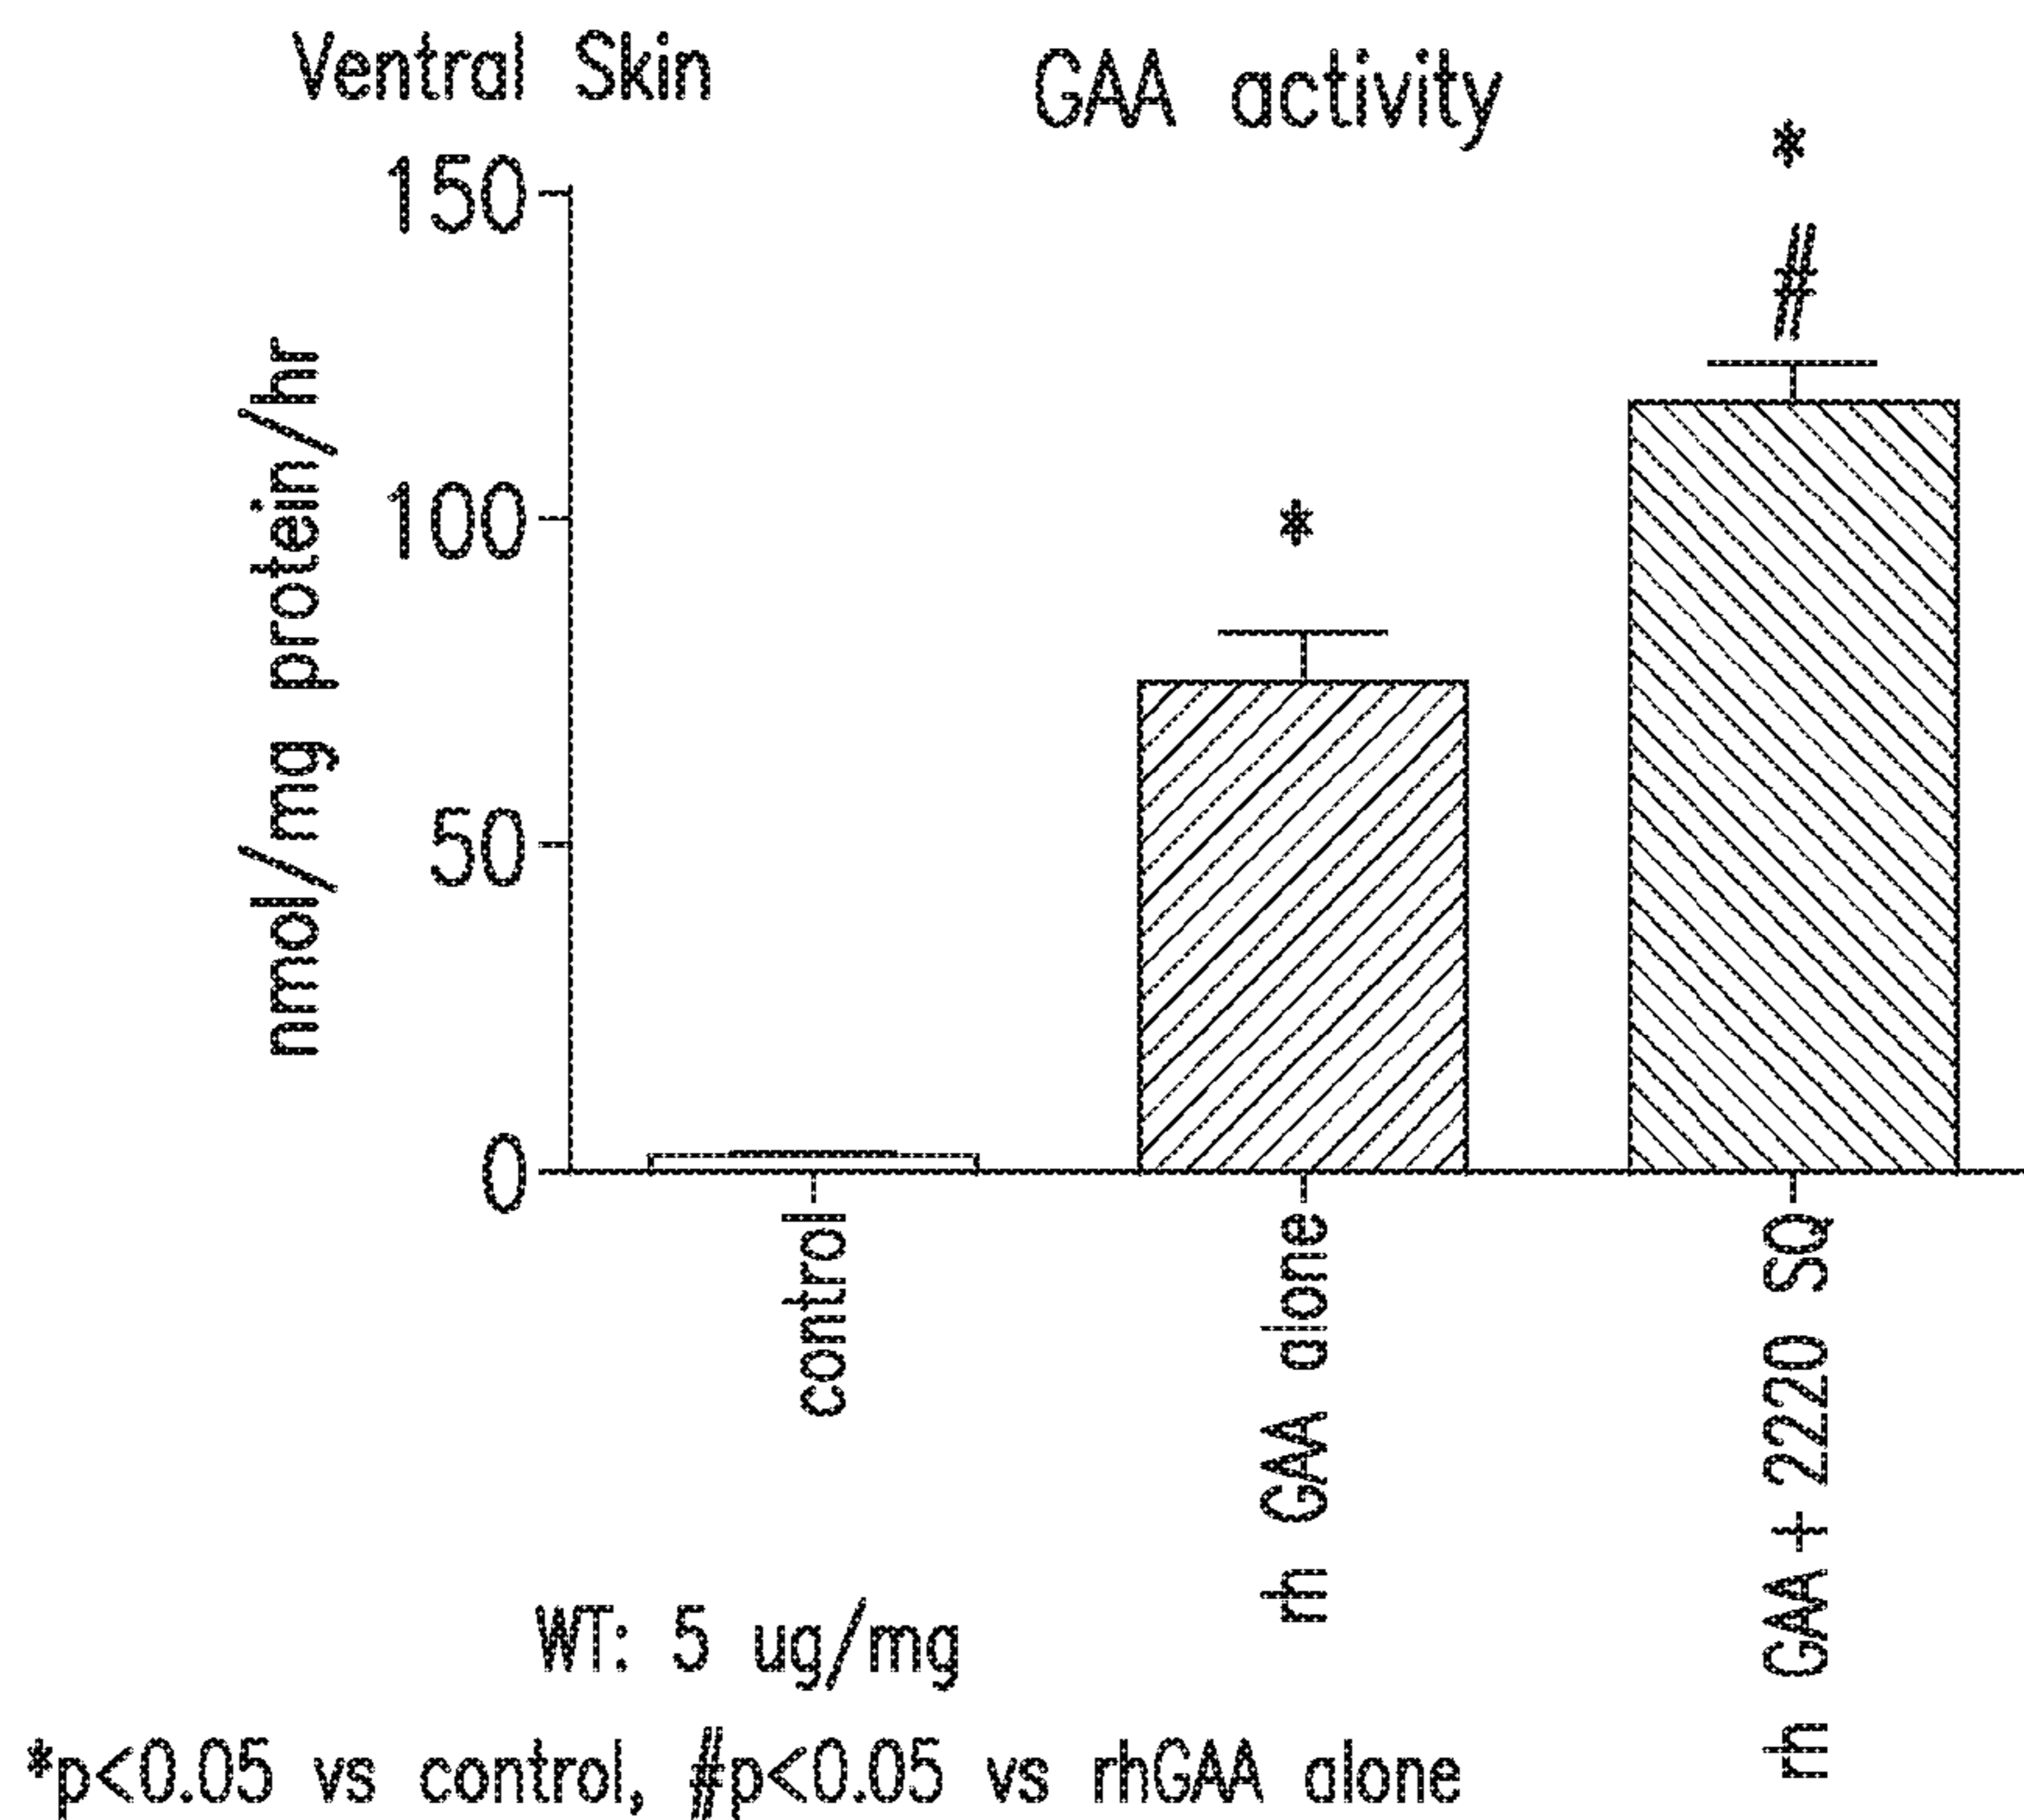 Ventral Skin
GAA activity
nmol/mg protein/hr
150
100
50
0
*
*
#
control
rh GAA alone
rh GAA + 2220 SQ
WT: 5 ug/mg
*p<0.05 vs control, #p<0.05 vs rhGAA alone